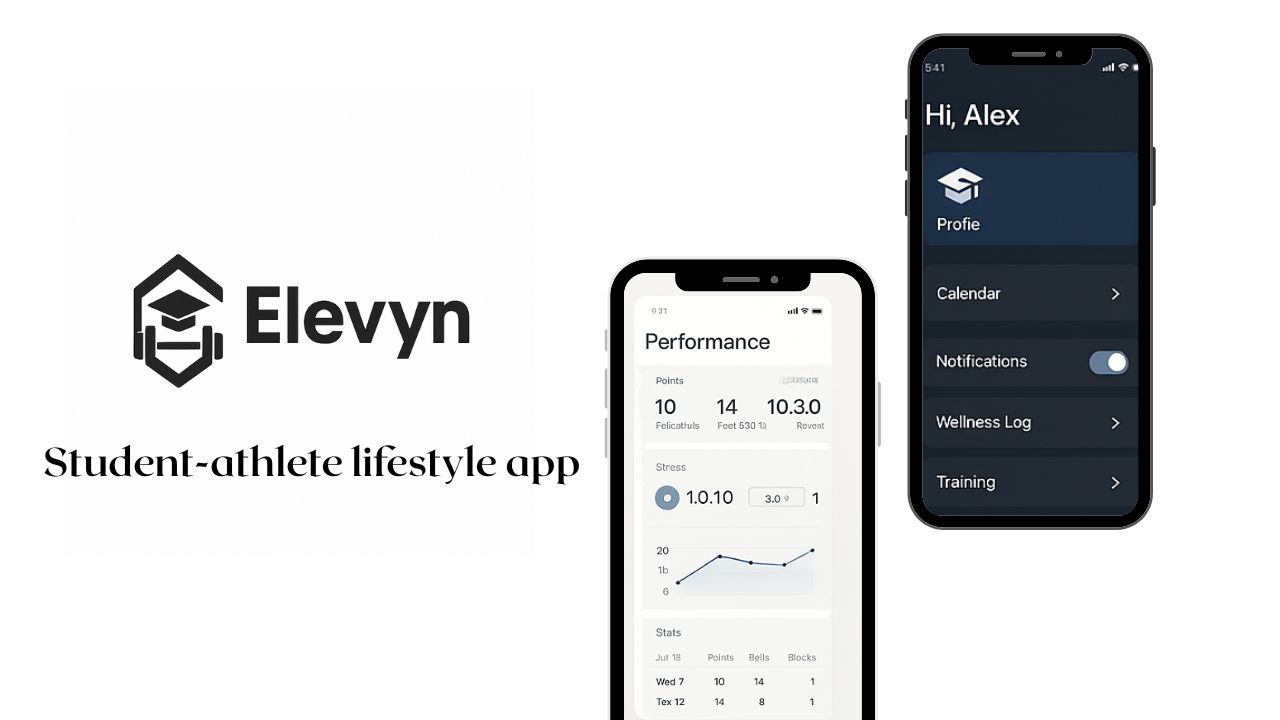 Elevyn
Student-athlete lifestyle app
9 31
Performance
Points
10 14 10.3.0
Felicathuls Feet 530 Reveat
Stress
1.0.10 3.0 9 1
20
1b
6
Stats
Jut 18 Points Bells Blocks
Wed 7 10 14 1
Tex 12 14 8 1
5:41
Hi, Alex
Profie
Calendar
Notifications
Wellness Log
Training